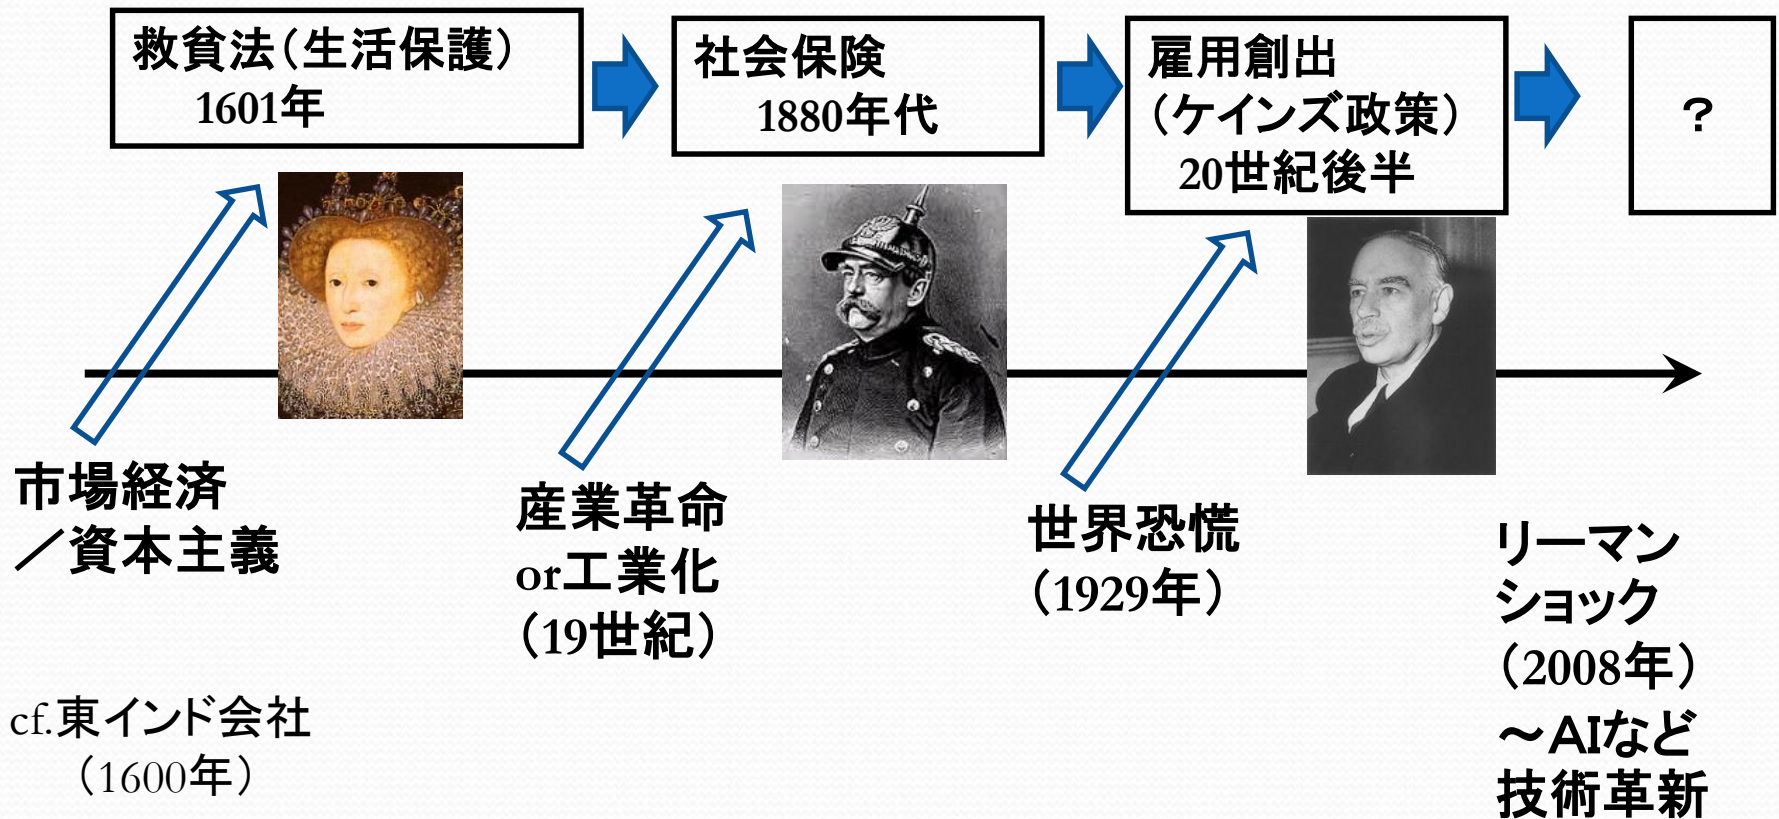 救貧法（生活保護）
1601年
社会保険
1880年代
雇用創出
（ケインズ政策）
20世紀後半
？
市場経済
／資本主義
産業革命
or工業化
（19世紀）
世界恐慌
（1929年）
リーマン
ショック
（2008年）
～AIなど
技術革新
cf.東インド会社
（1600年）